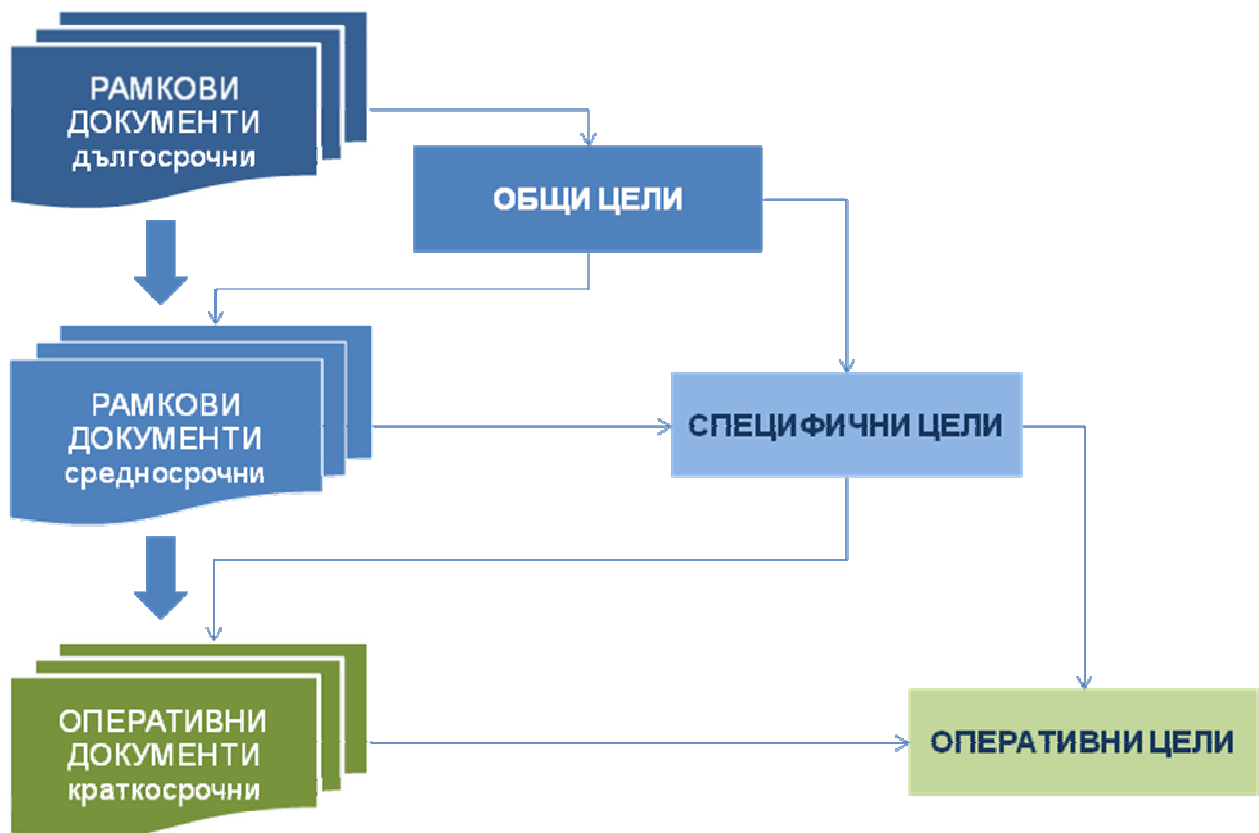 РАМКОВИ
ДОКУМЕНТИ
дългосрочни
ОБЩИ ЦЕЛИ
РАМКОВИ
ДОКУМЕНТИ
средносрочни
СПЕЦИФИЧНИ ЦЕЛИ
ОПЕРАТИВНИ
ДОКУМЕНТИ
краткосрочни
ОПЕРАТИВНИ ЦЕЛИ